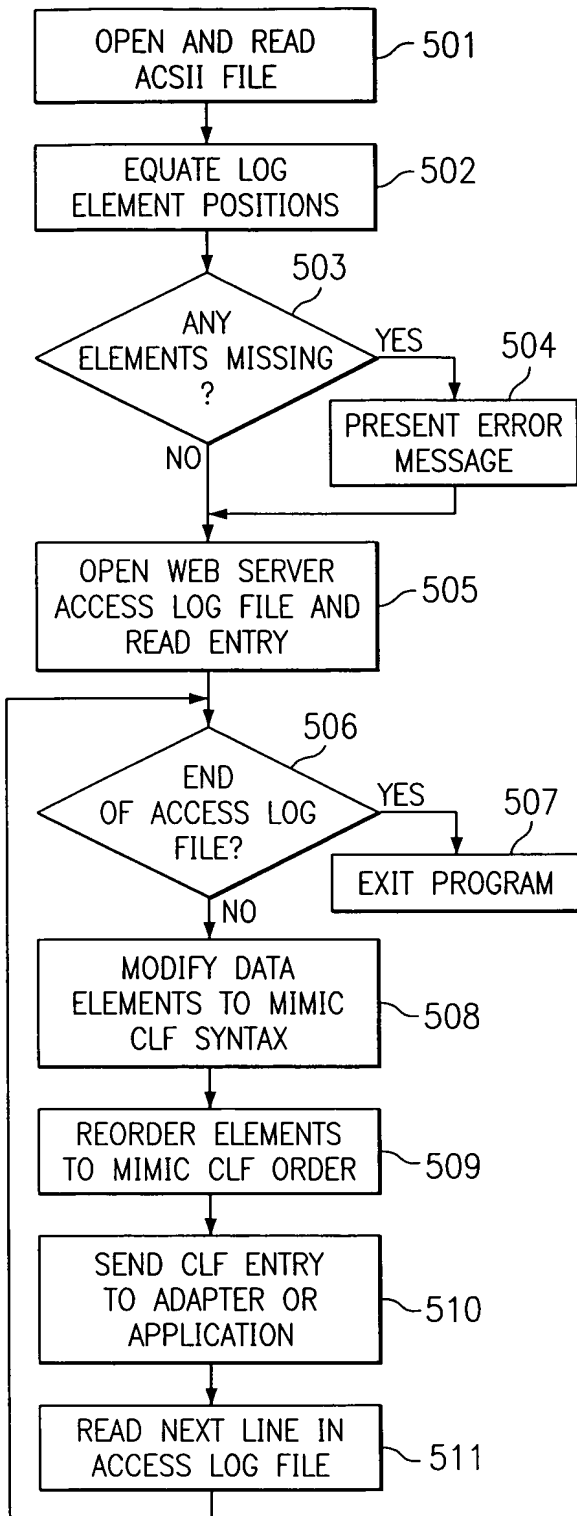 OPEN AND READ
ACSII FILE
501
EQUATE LOG
ELEMENT POSITIONS
502
503
ANY
ELEMENTS MISSING
?
YES
504
PRESENT ERROR
MESSAGE
NO
OPEN WEB SERVER
ACCESS LOG FILE AND
READ ENTRY
505
506
END
OF ACCESS LOG
FILE?
YES
507
EXIT PROGRAM
NO
MODIFY DATA
ELEMENTS TO MIMIC
CLF SYNTAX
508
REORDER ELEMENTS
TO MIMIC CLF ORDER
509
SEND CLF ENTRY
TO ADAPTER OR
APPLICATION
510
READ NEXT LINE IN
ACCESS LOG FILE
511